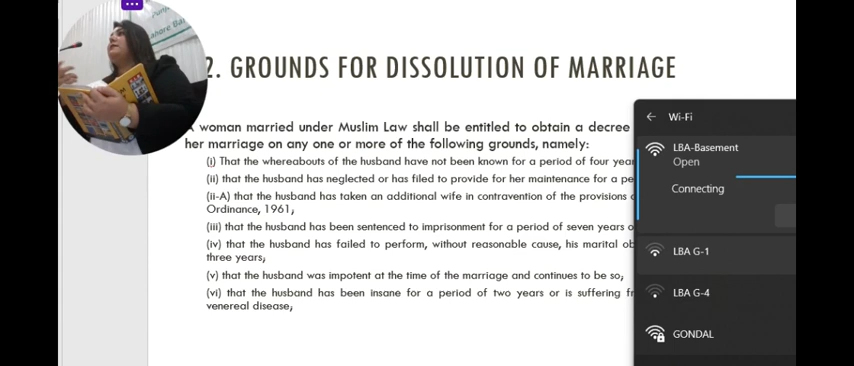 Punja
Lahore Ba
2. GROUNDS FOR DISSOLUTION OF MARRIAGE
A woman married under Muslim Law shall be entitled to obtain a decree
her marriage on any one or more of the following grounds, namely:
(i) That the whereabouts of the husband have not been known for a period of four year
(ii) that the husband has neglected or has filed to provide for her maintenance for a pe
(ii-A) that the husband has taken an additional wife in contravention of the provisions
Ordinance, 1961;
(iii) that the husband has been sentenced to imprisonment for a period of seven years o
(iv) that the husband has failed to perform, without reasonable cause, his marital ob
three years;
(v) that the husband was impotent at the time of the marriage and continues to be so;
(vi) that the husband has been insane for a period of two years or is suffering fr
venereal disease;
Wi-Fi
LBA-Basement
Open
Connecting
LBA G-1
LBA G-4
GONDAL